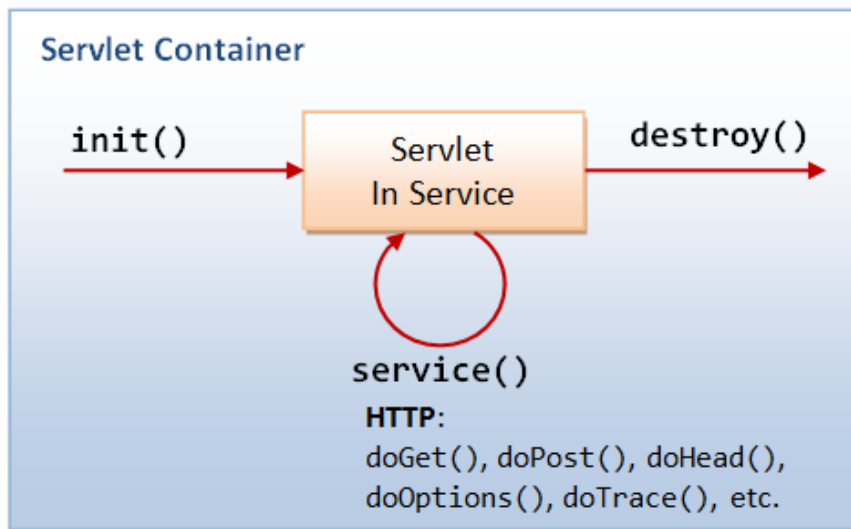 Servlet Container
init()
Servlet
In Service
destroy()
service()
HTTP:
doGet(), doPost(), doHead(),
doOptions(), doTrace(), etc.